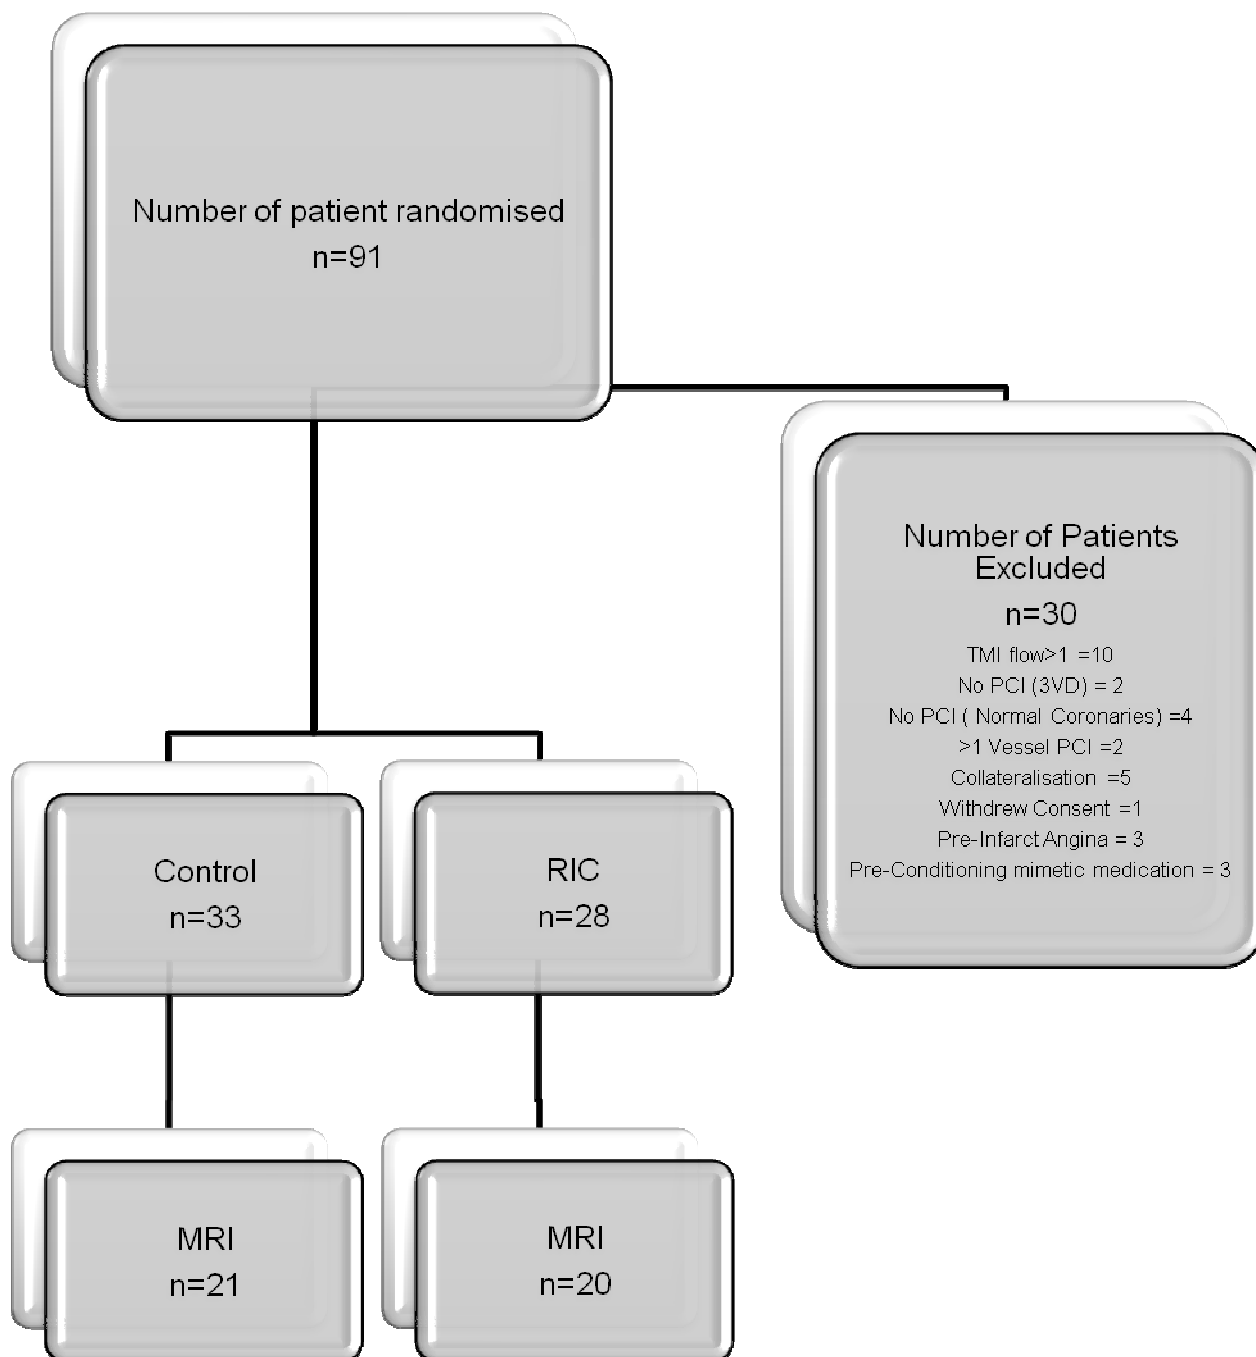 Number of patient randomised
n=91
Number of Patients
Excluded
n=30
TMI flow>1 =10
No PCI (3VD) = 2
No PCI ( Normal Coronaries) =4
>1 Vessel PCI =2
Collateralisation =5
Withdrew Consent =1
Pre-Infarct Angina = 3
Pre-Conditioning mimetic medication = 3
Control
n=33
RIC
n=28
MRI
n=21
MRI
n=20